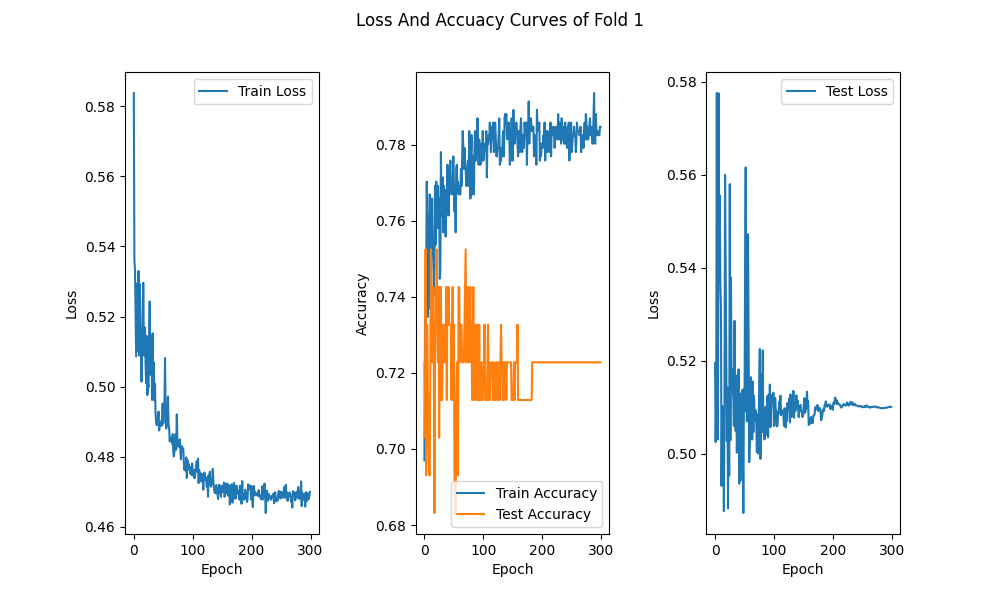 Loss And Accuacy Curves of Fold 1
Train Loss
0.58
0.56
0.54
0.52
0.50
0.48
0.46
Loss
0
100
200
300
Epoch
0.78
0.76
0.74
0.72
0.70
0.68
Accuracy
Train Accuracy
Test Accuracy
0
100
200
300
Epoch
Test Loss
0.58
0.56
0.54
0.52
0.50
Loss
0
100
200
300
Epoch